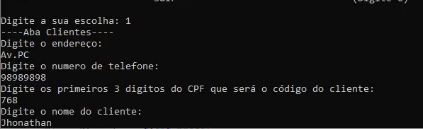 Digite a sua escolha: 1
----Aba Clientes----
Digite o endereço:
Av.PC
Digite o numero de telefone:
98989898
Digite os primeiros 3 digitos do CPF que será o código do cliente:
768
Digite o nome do cliente:
Jhonathan